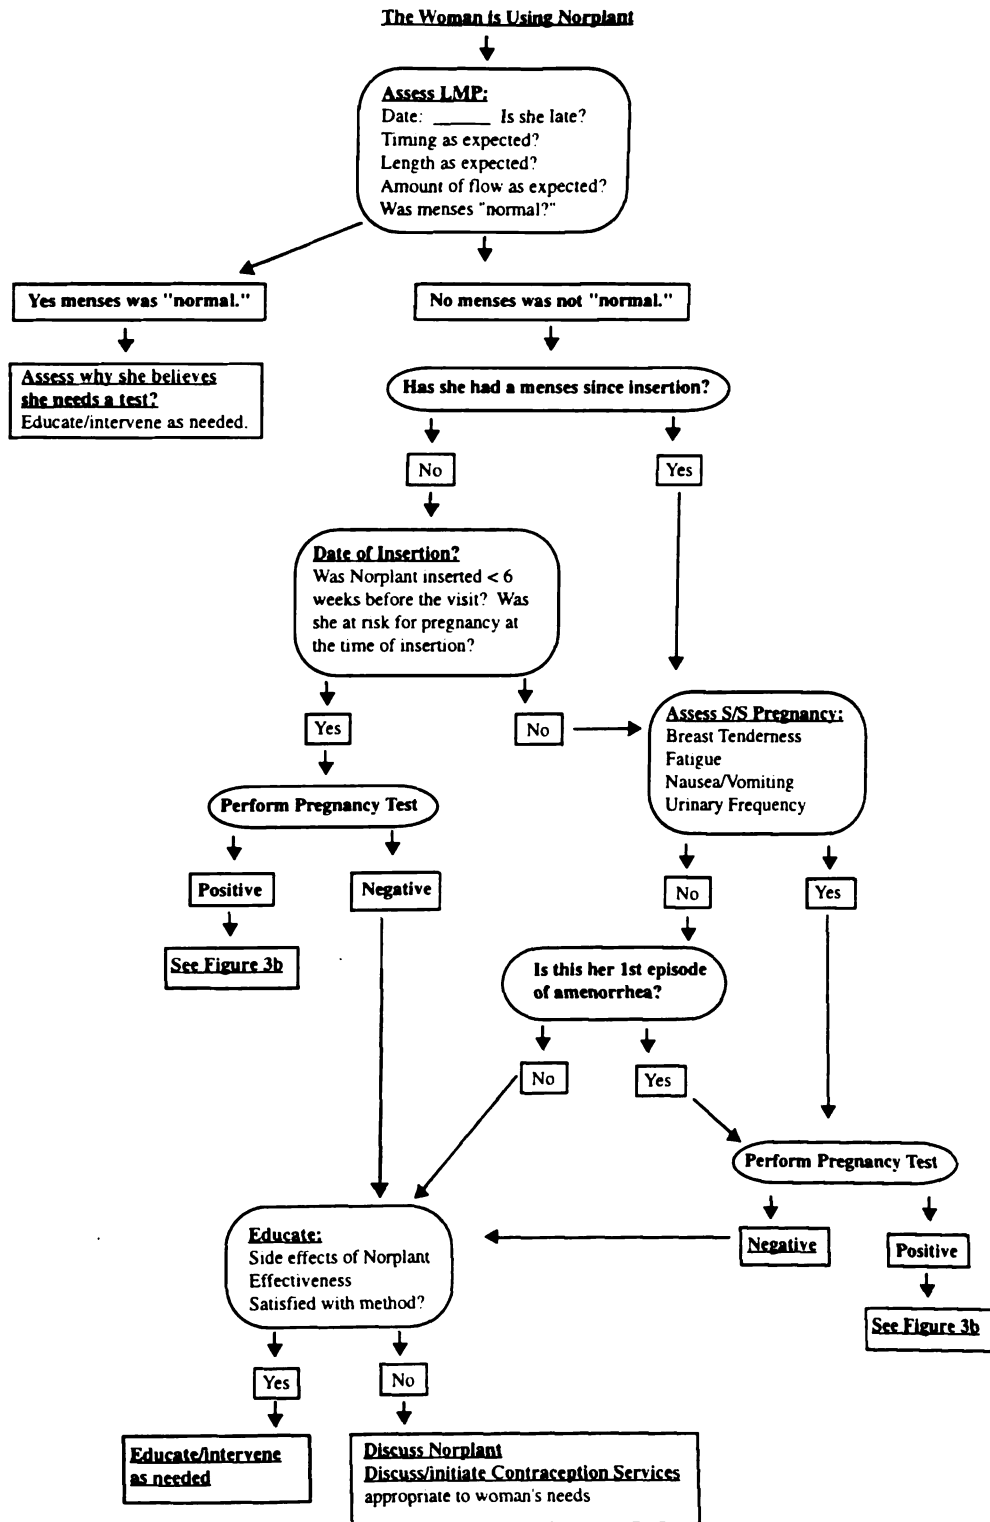 The Woman is Using Norplant
Assess LMP:
Date: ______ Is she late?
Timing as expected?
Length as expected?
Amount of flow as expected?
Was menses "normal?"
Yes menses was "normal."
No menses was not "normal."
Assess why she believes
she needs a test?
Educate/intervene as needed.
Has she had a menses since insertion?
No
Yes
Date of Insertion?
Was Norplant inserted < 6
weeks before the visit? Was
she at risk for pregnancy at
the time of insertion?
Yes
No
Assess S/S Pregnancy:
Breast Tenderness
Fatigue
Nausea/Vomiting
Urinary Frequency
Perform Pregnancy Test
Positive
Negative
No
Yes
See Figure 3b
Is this her 1st episode
of amenorrhea?
No
Yes
Perform Pregnancy Test
Negative
Positive
See Figure 3b
Educate:
Side effects of Norplant
Effectiveness
Satisfied with method?
Yes
No
Educate/intervene
as needed
Discuss Norplant
Discuss/initiate Contraception Services
appropriate to woman's needs